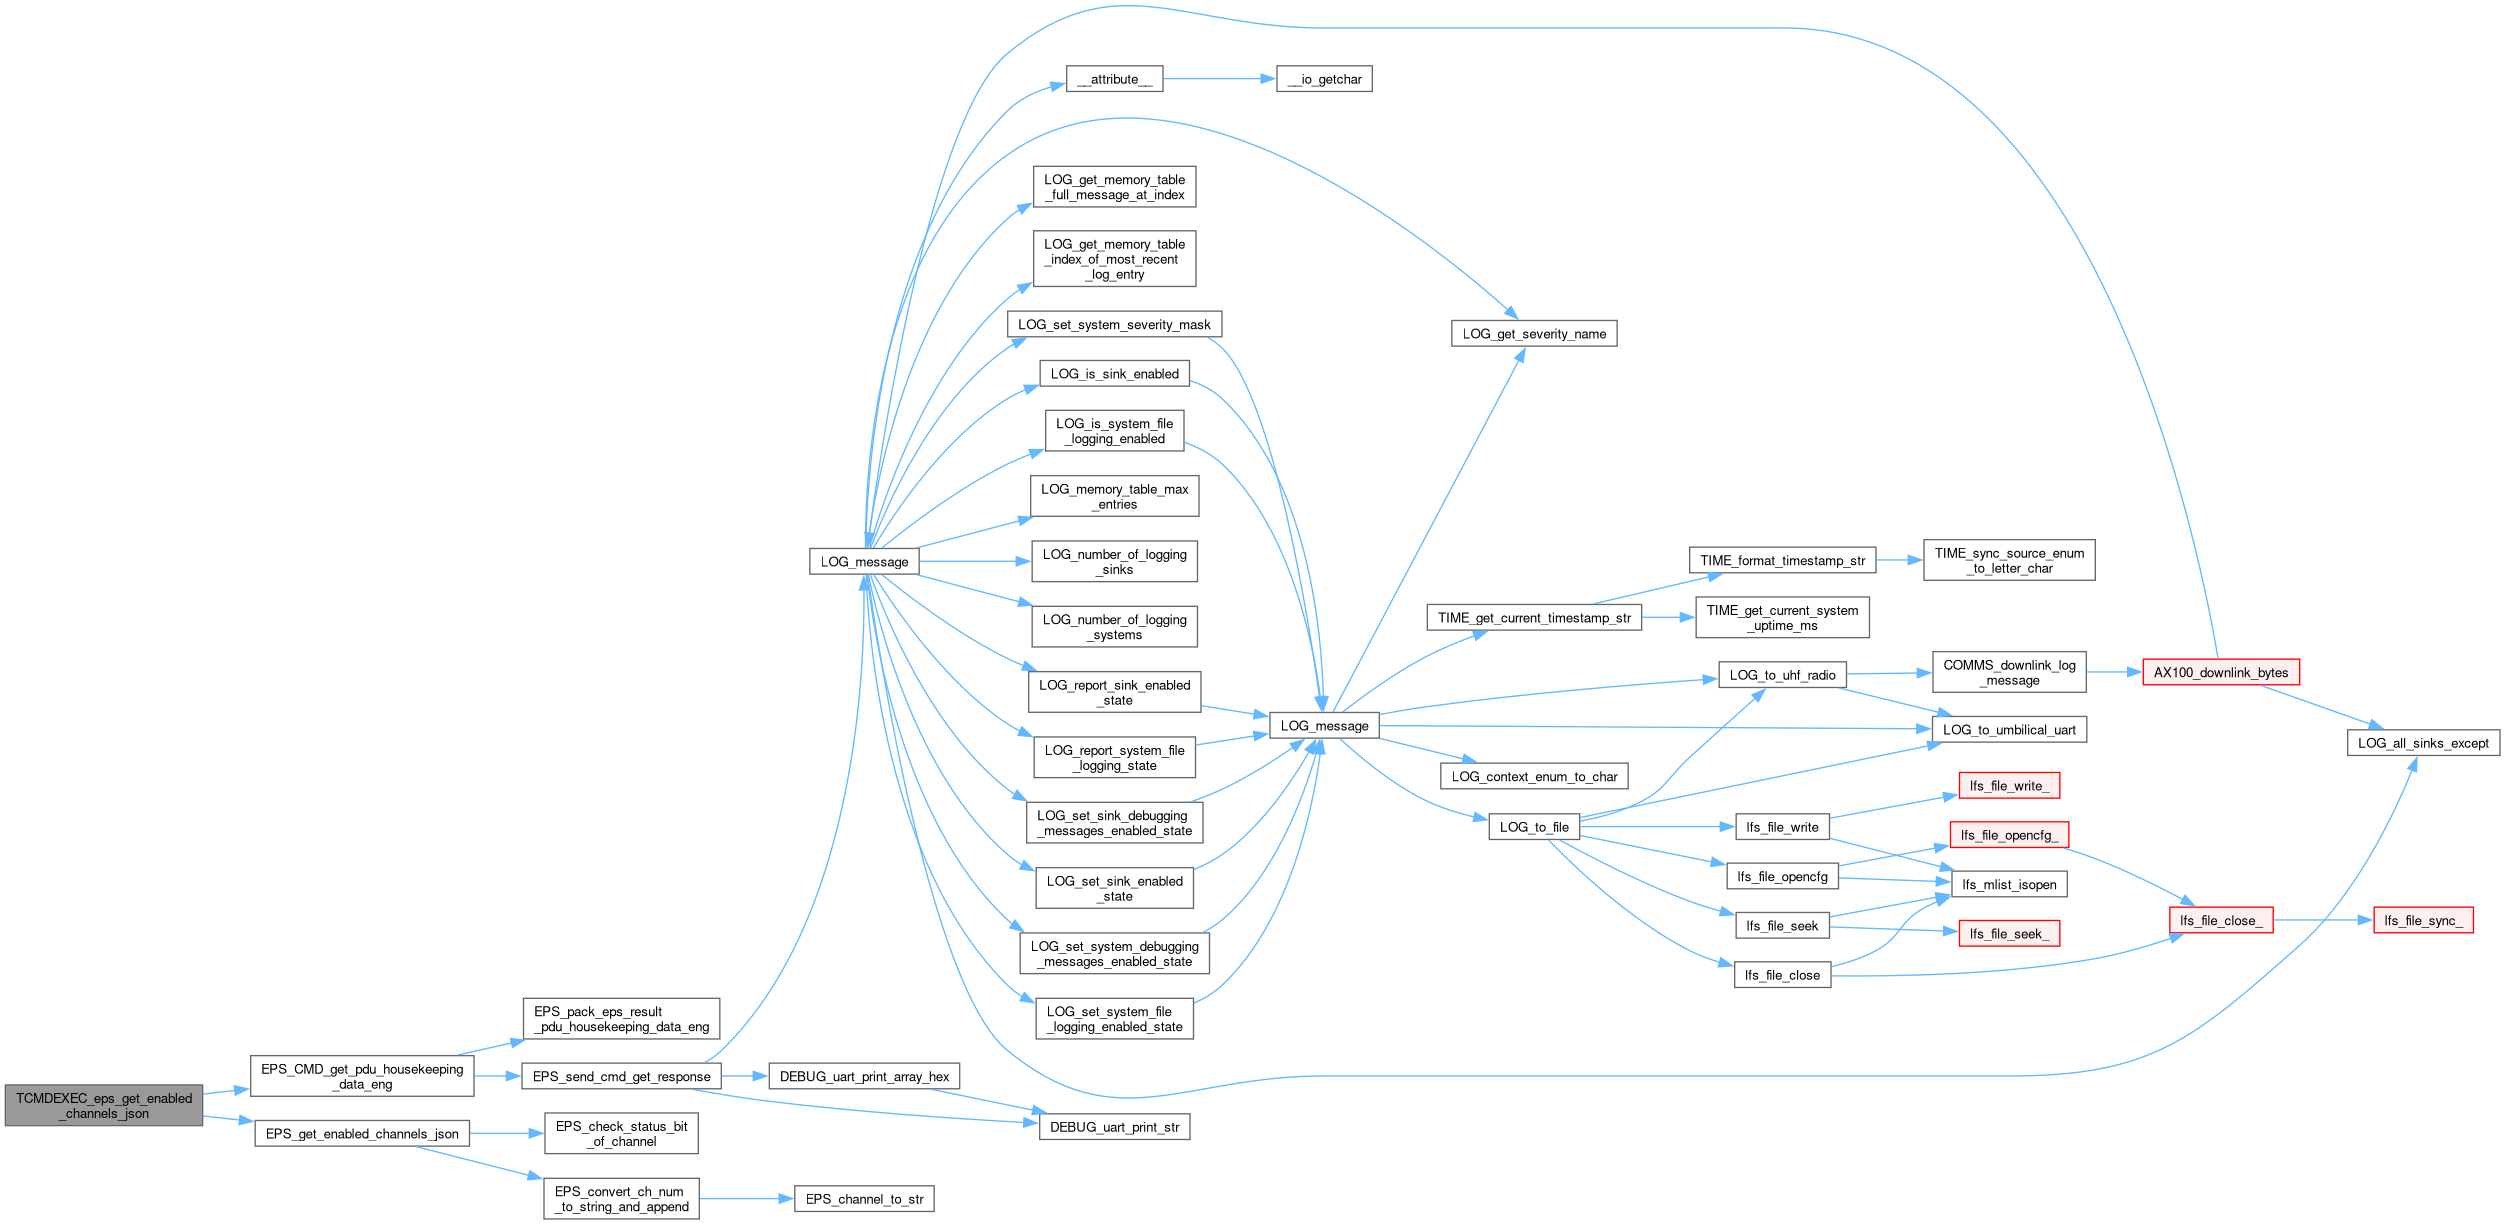 TCMDEXEC_eps_get_enabled
_channels_json
EPS_CMD_get_pdu_housekeeping
_data_eng
EPS_get_enabled_channels_json
EPS_pack_eps_result
_pdu_housekeeping_data_eng
EPS_send_cmd_get_response
EPS_check_status_bit
_of_channel
EPS_convert_ch_num
_to_string_and_append
LOG_message
DEBUG_uart_print_array_hex
EPS_channel_to_str
__attribute__
LOG_get_memory_table
_full_message_at_index
LOG_get_memory_table
_index_of_most_recent
_log_entry
LOG_set_system_severity_mask
LOG_is_sink_enabled
LOG_is_system_file
_logging_enabled
LOG_memory_table_max
_entries
LOG_number_of_logging
_sinks
LOG_number_of_logging
_systems
LOG_report_sink_enabled
_state
LOG_report_system_file
_logging_state
LOG_set_sink_debugging
_messages_enabled_state
LOG_set_sink_enabled
_state
LOG_set_system_debugging
_messages_enabled_state
LOG_set_system_file
_logging_enabled_state
DEBUG_uart_print_str
__io_getchar
LOG_message
LOG_get_severity_name
TIME_get_current_timestamp_str
LOG_context_enum_to_char
LOG_to_file
TIME_format_timestamp_str
TIME_get_current_system
_uptime_ms
LOG_to_uhf_radio
lfs_file_write
lfs_file_opencfg
lfs_file_seek
lfs_file_close
TIME_sync_source_enum
_to_letter_char
COMMS_downlink_log
_message
LOG_to_umbilical_uart
lfs_file_write_
lfs_file_opencfg_
lfs_mlist_isopen
lfs_file_seek_
AX100_downlink_bytes
lfs_file_close_
LOG_all_sinks_except
lfs_file_sync_